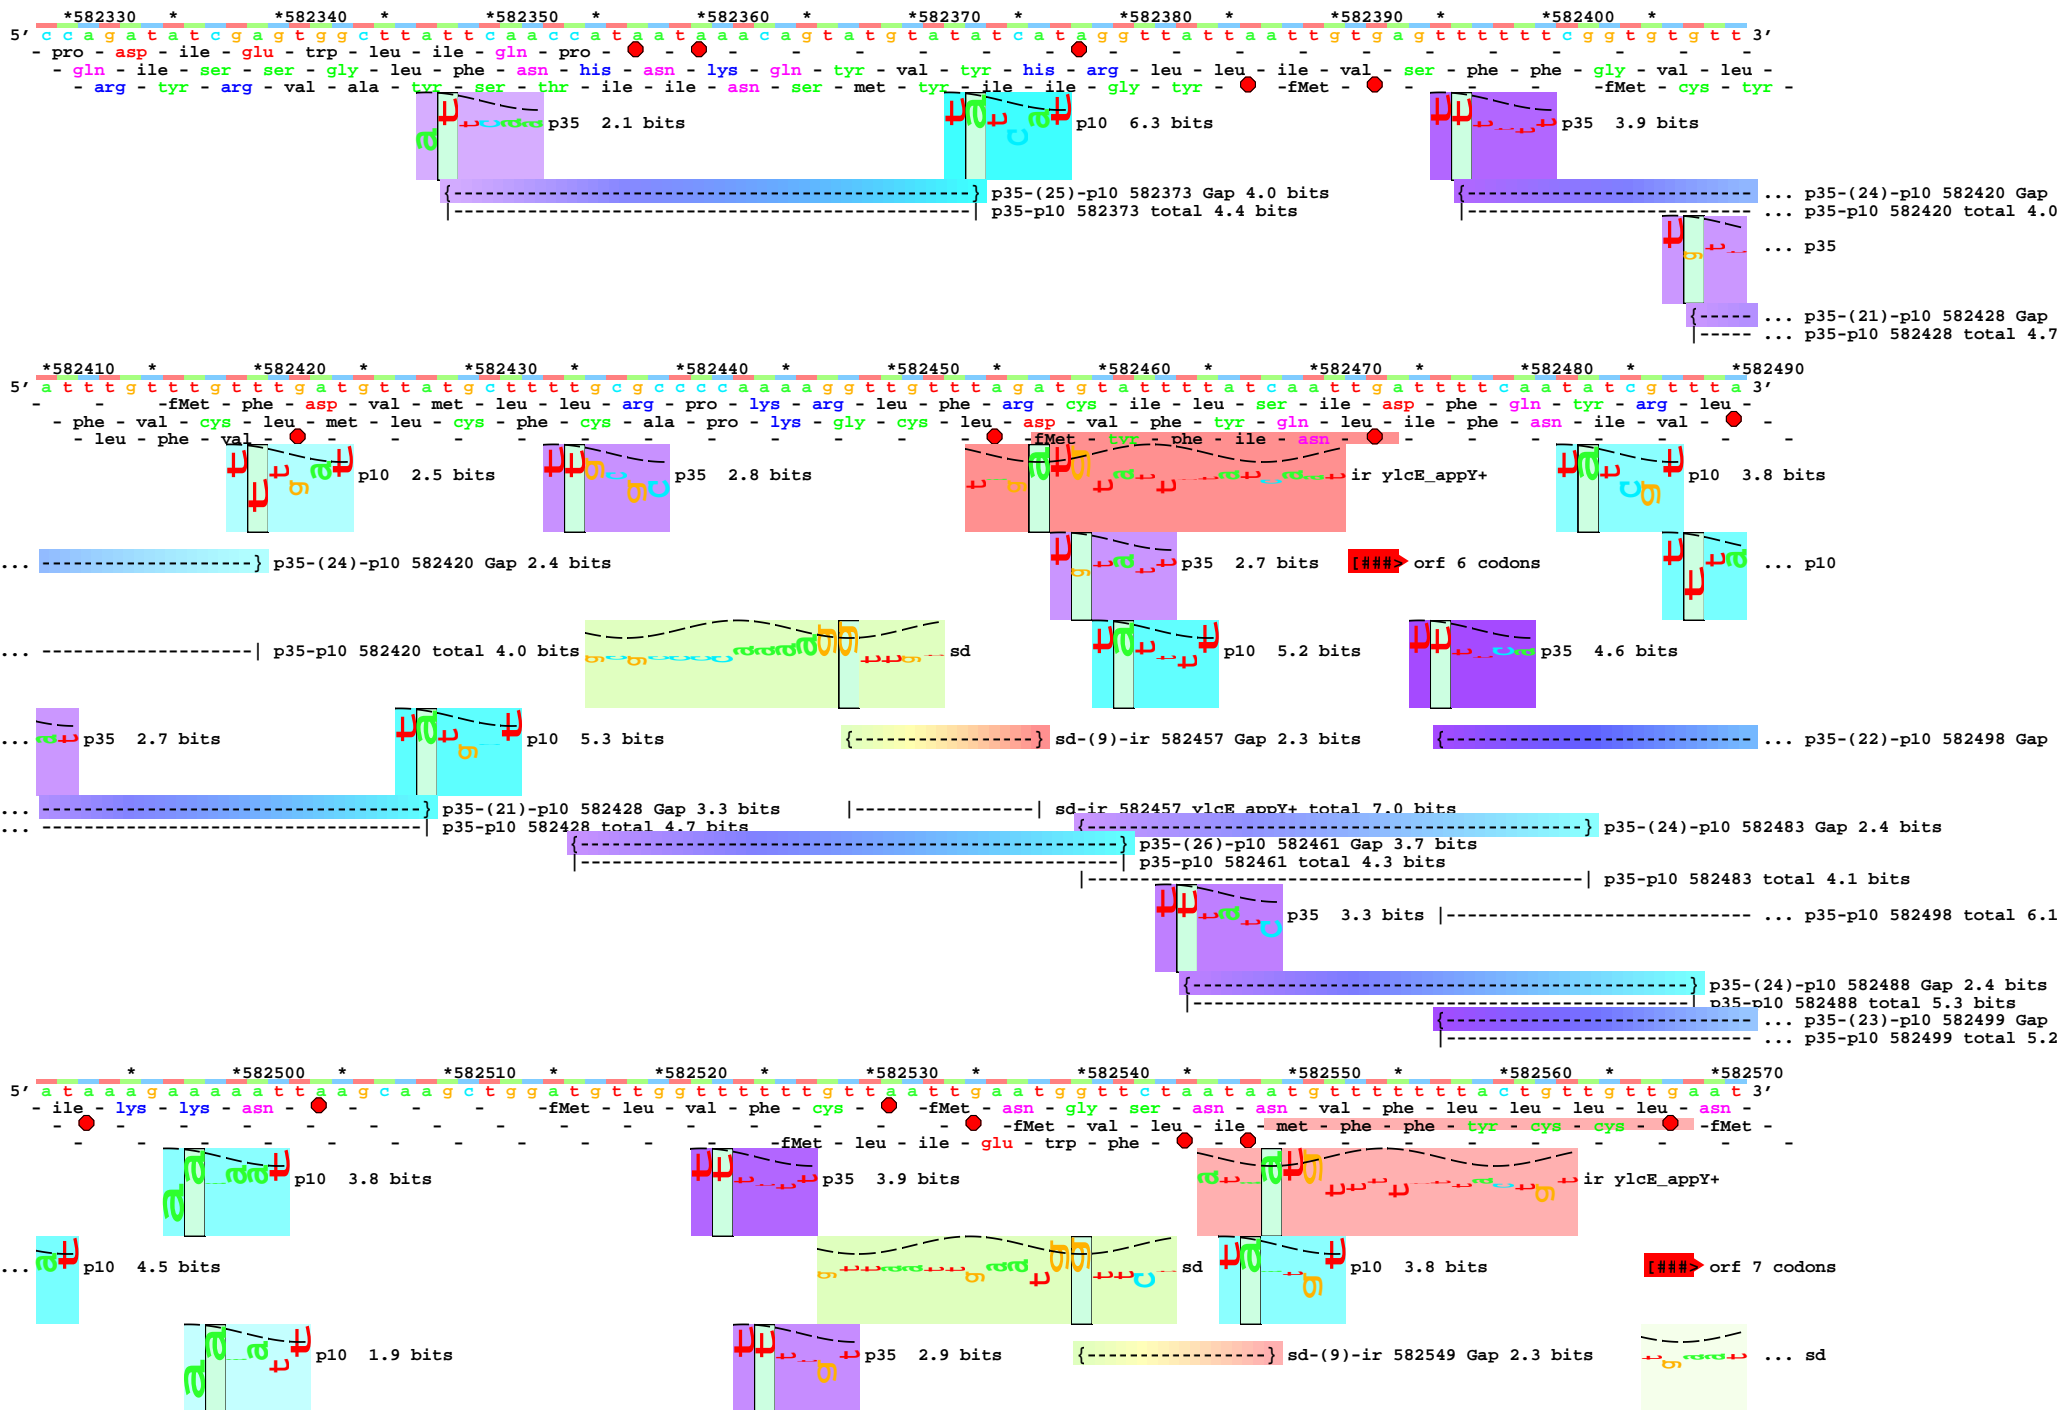 *582330 * *582340 * *582350 * *582360 * *582370 * *582380 * *582390 * *582400 *
5' c c a g a t a t c g a g t g g c t t a t t c a a c c a t a a t a a a c a g t a t g t a t a t c a t a g g t t a t t a a t t g t g a g t t t t t t c g g t g t g t t 3'
- pro - asp - ile - glu - trp - leu - ile - gln - pro -
- gln - ile - ser - ser - gly - leu - phe - asn - his - asn - lys - gln - tyr - val - tyr - his - arg - leu - leu - ile - val - ser - phe - phe - gly - val - leu -
- arg - tyr - arg - val - ala - tyr - ser - thr - ile - ile - asn - ser - met - tyr - ile - ile - gly - tyr - -fMet - -fMet - cys - tyr -
p35 2.1 bits p10 6.3 bits p35 3.9 bits
{-------------------------} p35-(25)-p10 582373 Gap 4.0 bits {------------- ... p35-(24)-p10 582420 Gap
|-------------------------| p35-p10 582373 total 4.4 bits |------------- ... p35-p10 582420 total 4.0
... p35
{----- ... p35-(21)-p10 582428 Gap
|----- ... p35-p10 582428 total 4.7
*582410 * *582420 * *582430 * *582440 * *582450 * *582460 * *582470 * *582480 * *582490
5' a t t t g t t t g t t t g a t g t t a t g c t t t t g c g c c c c a a a a g g t t g t t t a g a t g t a t t t t a t c a a t t g a t t t t c a a t a t c g t t t a 3'
- - -fMet - phe - asp - val - met - leu - leu - arg - pro - lys - arg - leu - phe - arg - cys - ile - leu - ser - ile - asp - phe - gln - tyr - arg - leu -
- phe - val - cys - leu - met - leu - cys - phe - cys - ala - pro - lys - gly - cys - leu - asp - val - phe - tyr - gln - leu - ile - phe - asn - ile - val - -
- leu - phe - val - fMet - tyr - phe - ile - asn -
p10 2.5 bits p35 2.8 bits ir ylcE_appY+ p10 3.8 bits
... --------------------} p35-(24)-p10 582420 Gap 2.4 bits p35 2.7 bits [###> orf 6 codons ... p10
... --------------------| p35-p10 582420 total 4.0 bits sd p10 5.2 bits p35 4.6 bits
... p35 2.7 bits p10 5.3 bits {-----------------} sd-(9)-ir 582457 Gap 2.3 bits {------------- ... p35-(22)-p10 582498 Gap
... ------------------} p35-(21)-p10 582428 Gap 3.3 bits |-----------------| sd-ir 582457 ylcE_appY+ total 7.0 bits
... ------------------| p35-p10 582428 total 4.7 bits {------------------------} p35-(24)-p10 582483 Gap 2.4 bits
{--------------------------} p35-(26)-p10 582461 Gap 3.7 bits
|--------------------------| p35-p10 582461 total 4.3 bits
|------------------------| p35-p10 582483 total 4.1 bits
p35 3.3 bits |------------- ... p35-p10 582498 total 6.1
{------------------------} p35-(24)-p10 582488 Gap 2.4 bits
|------------------------| p35-p10 582488 total 5.3 bits
{------------- ... p35-(23)-p10 582499 Gap
|------------- ... p35-p10 582499 total 5.2
* *582500 * *582510 * *582520 * *582530 * *582540 * *582550 * *582560 * *582570
5' a t a a a g a a a a a t t a a g c a a g c t g g a t g t t g g t t t t t g t t a a t t g a a t g g t t c t a a t a a t g t t t t t t a c t g t t g t t g a a t 3'
- ile - lys - lys - asn - - - - -fMet - leu - val - phe - cys - -fMet - asn - gly - ser - asn - asn - val - phe - leu - leu - leu - leu - asn -
- - - - - - - - - - - - -fMet - val - leu - ile - met - phe - phe - tyr - cys - cys - -fMet -
- - - - - - - - - -fMet - leu - ile - glu - trp - phe -
p10 3.8 bits p35 3.9 bits ir ylcE_appY+
... p10 4.5 bits sd p10 3.8 bits [###> orf 7 codons
p10 1.9 bits p35 2.9 bits {-----------------} sd-(9)-ir 582549 Gap 2.3 bits ... sd